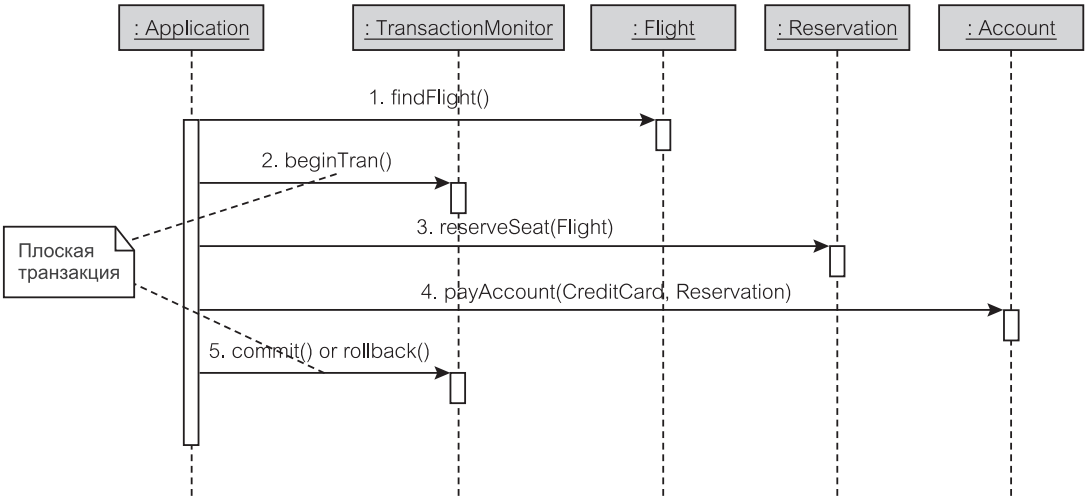 : Application
: TransactionMonitor
: Flight
: Reservation
: Account
1. findFlight()
2. beginTran()
3. reserveSeat(Flight)
Плоская
транзакция
4. payAccount(CreditCard, Reservation)
5. commit() or rollback()